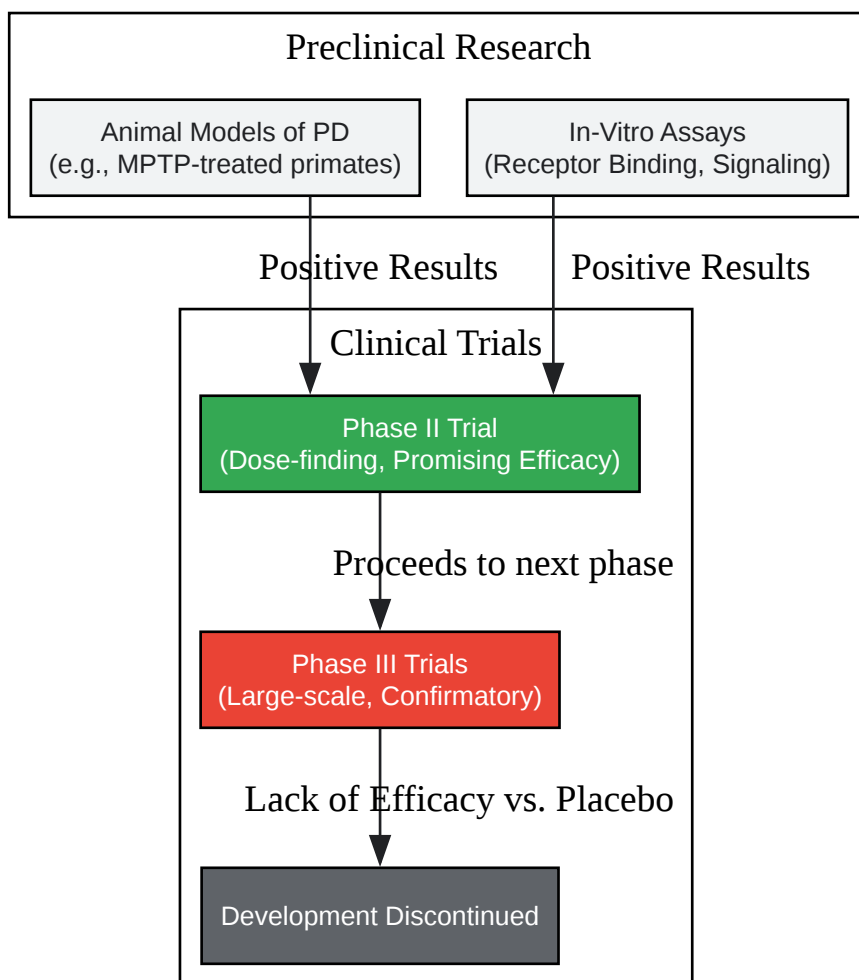 Preclinical Research
Animal Models of PD
(e.g., MPTP-treated primates)
In-Vitro Assays
(Receptor Binding, Signaling)
Positive Results
Positive Results
Clinical Trials
Phase II Trial
(Dose-finding, Promising Efficacy)
Proceeds to next phase
Phase III Trials
(Large-scale, Confirmatory)
Lack of Efficacy vs. Placebo
Development Discontinued